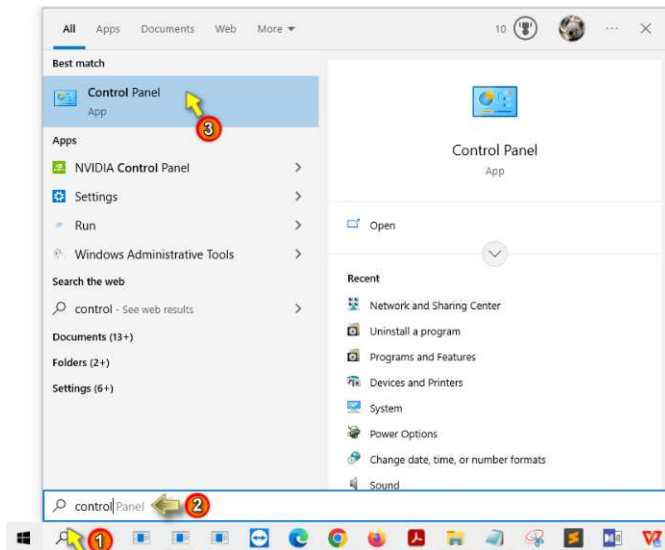 All Apps Documents Web More 10 ...
Best match
Control Panel
App
3
Apps
NVIDIA Control Panel
Settings
Run
Windows Administrative Tools
Search the web
control - See web results
Documents (13+)
Folders (2+)
Settings (6+)
Control Panel
App
Open
Recent
Network and Sharing Center
Uninstall a program
Programs and Features
Devices and Printers
System
Power Options
Change date, time, or number formats
Sound
control Panel 2
1